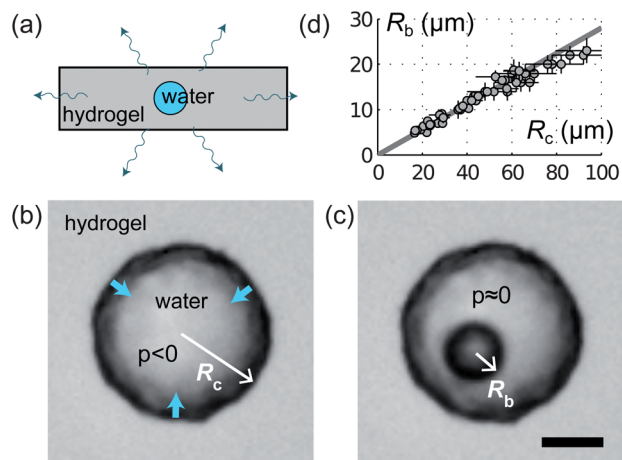 (a)
water
hydrogel
(d)
R_b (μm)
30
20
10
0
R_c (μm)
0 20 40 60 80 100
(b)
hydrogel
water
p<0
R_c
(c)
p≈0
R_b